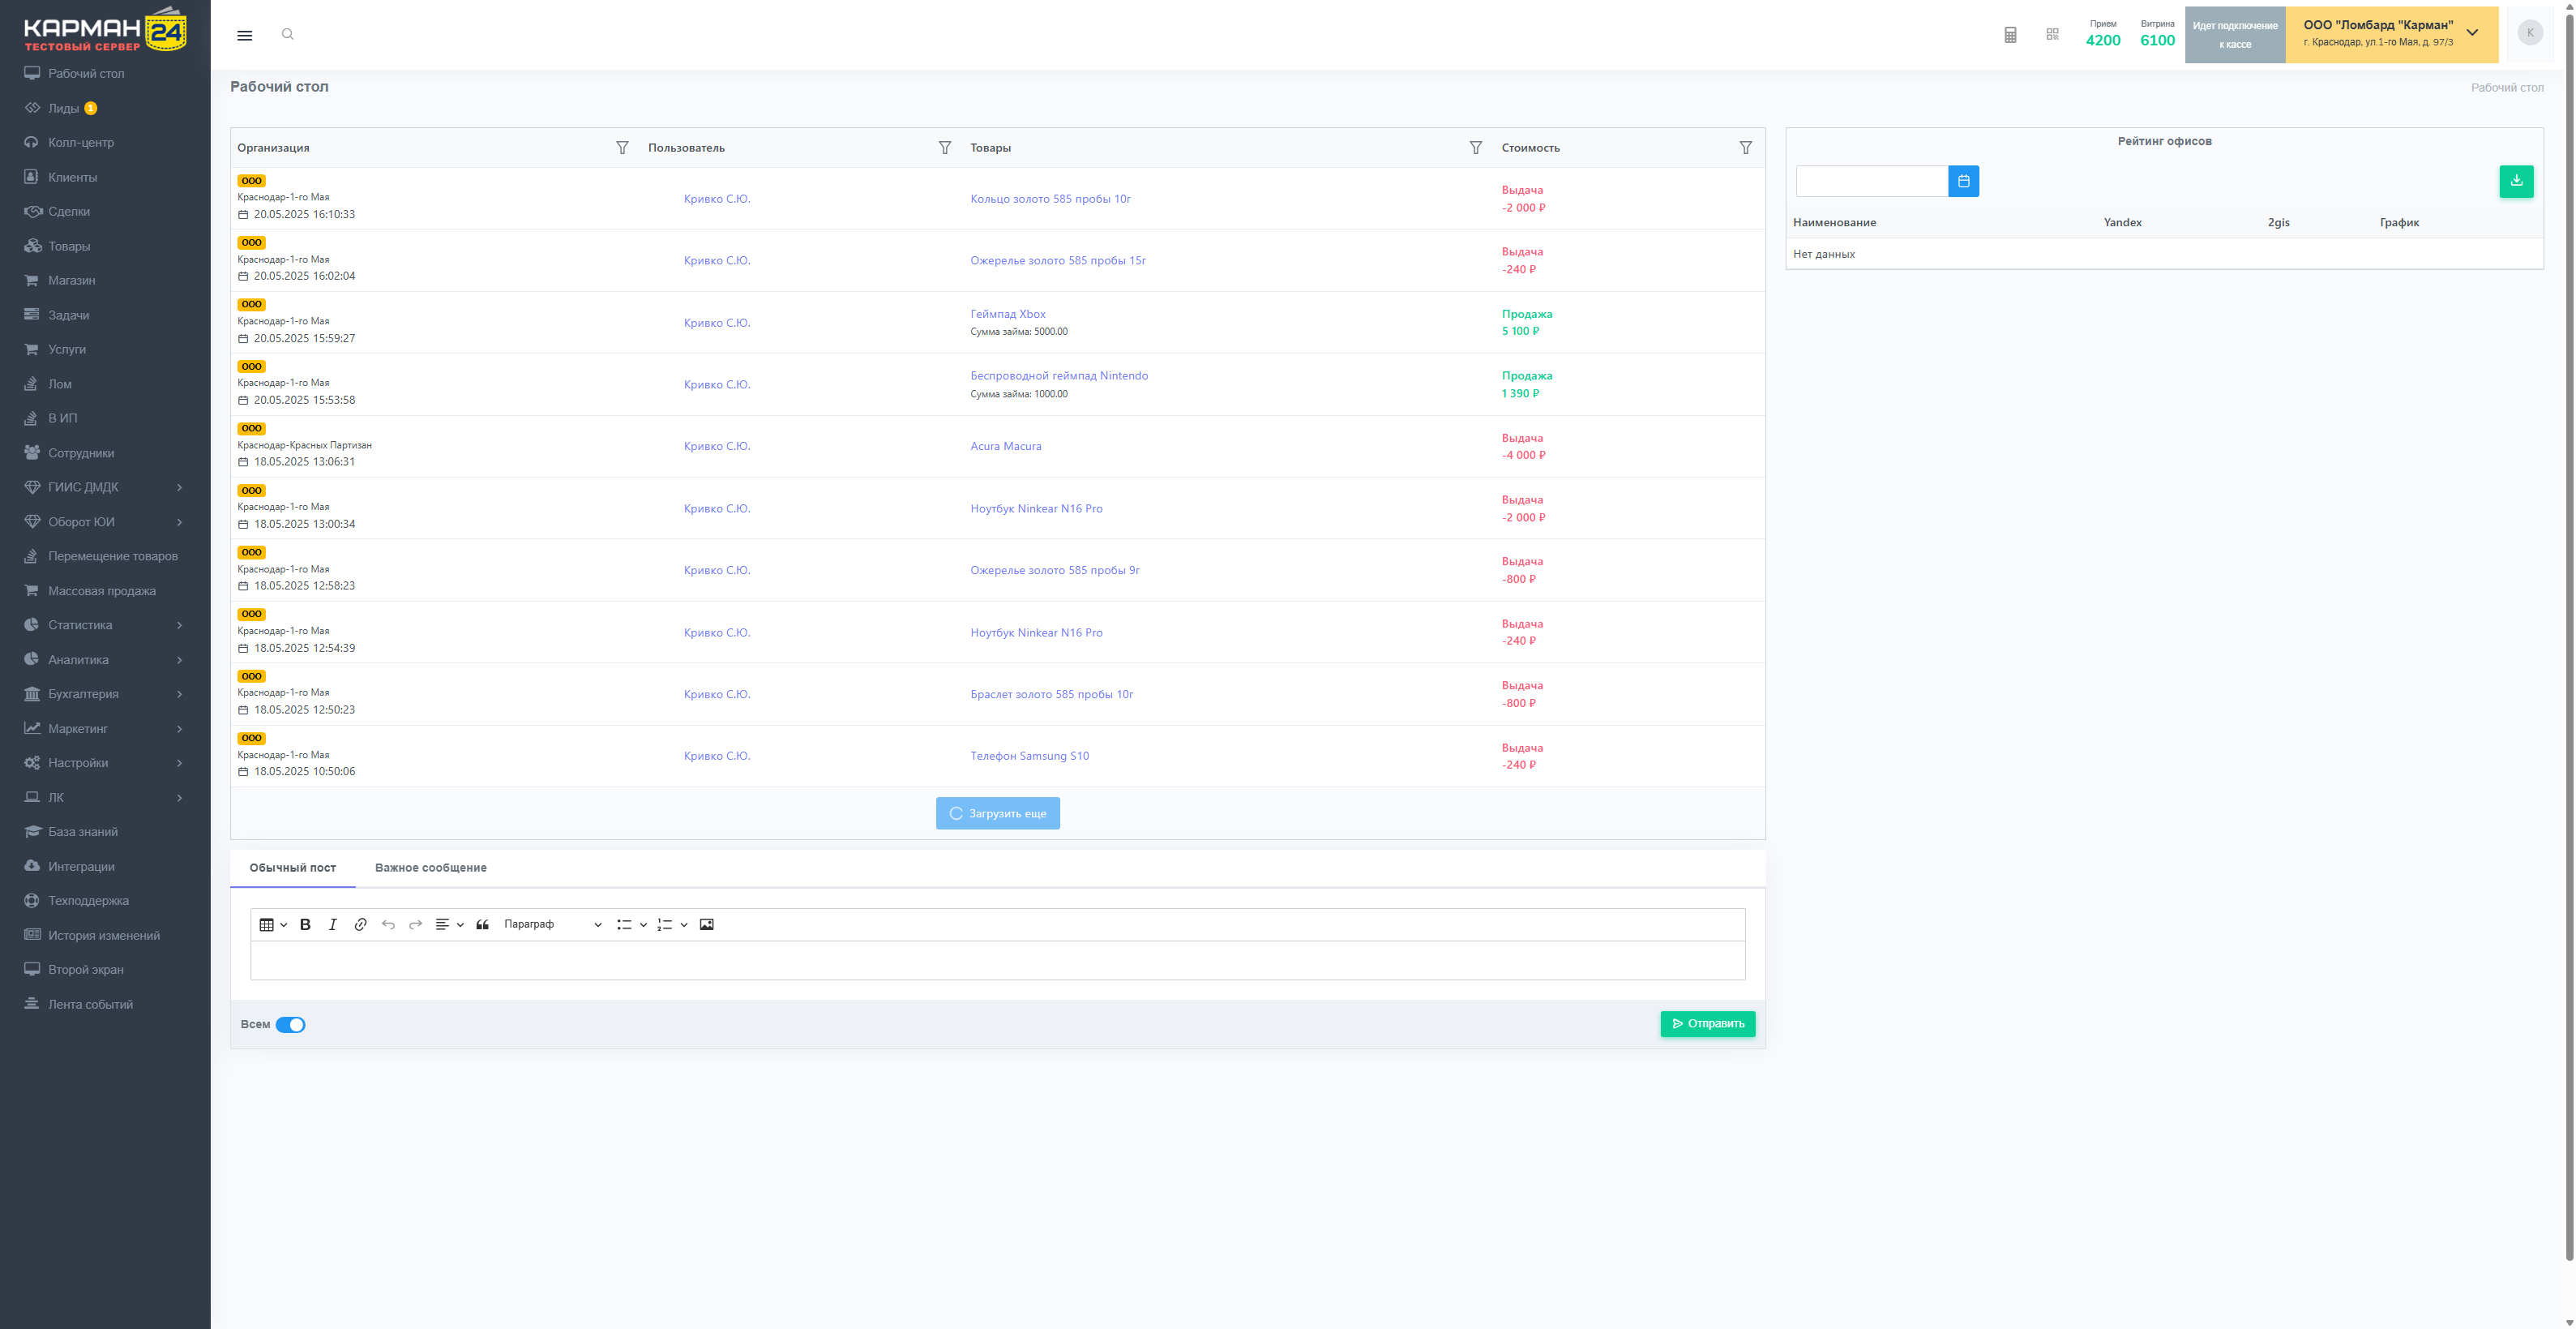 КАРМАН 24
ТЕСТОВЫЙ СЕРВЕР
Рабочий стол
Лиды 1
Колл-центр
Клиенты
Сделки
Товары
Магазин
Задачи
Услуги
Лом
В ИП
Сотрудники
ГИИС ДМДК
Оборот ЮИ
Перемещение товаров
Массовая продажа
Статистика
Аналитика
Бухгалтерия
Маркетинг
Настройки
ЛК
База знаний
Интеграции
Техподдержка
История изменений
Второй экран
Лента событий
Прием
4200
Витрина
6100
Идет подключение
к кассе
ООО "Ломбард "Карман"
г. Краснодар, ул.1-го Мая, д. 97/3
K
Рабочий стол
Рабочий стол
Организация Пользователь Товары Стоимость
ООО
Краснодар-1-го Мая
20.05.2025 16:10:33
Кривко С.Ю.
Кольцо золото 585 пробы 10г
Выдача
-2 000 ₽
ООО
Краснодар-1-го Мая
20.05.2025 16:02:04
Кривко С.Ю.
Ожерелье золото 585 пробы 15г
Выдача
-240 ₽
ООО
Краснодар-1-го Мая
20.05.2025 15:59:27
Кривко С.Ю.
Геймпад Xbox
Сумма займа: 5000.00
Продажа
5 100 ₽
ООО
Краснодар-1-го Мая
20.05.2025 15:53:58
Кривко С.Ю.
Беспроводной геймпад Nintendo
Сумма займа: 1000.00
Продажа
1 390 ₽
ООО
Краснодар-Красных Партизан
18.05.2025 13:06:31
Кривко С.Ю.
Acura Macura
Выдача
-4 000 ₽
ООО
Краснодар-1-го Мая
18.05.2025 13:00:34
Кривко С.Ю.
Ноутбук Ninkear N16 Pro
Выдача
-2 000 ₽
ООО
Краснодар-1-го Мая
18.05.2025 12:58:23
Кривко С.Ю.
Ожерелье золото 585 пробы 9г
Выдача
-800 ₽
ООО
Краснодар-1-го Мая
18.05.2025 12:54:39
Кривко С.Ю.
Ноутбук Ninkear N16 Pro
Выдача
-240 ₽
ООО
Краснодар-1-го Мая
18.05.2025 12:50:23
Кривко С.Ю.
Браслет золото 585 пробы 10г
Выдача
-800 ₽
ООО
Краснодар-1-го Мая
18.05.2025 10:50:06
Кривко С.Ю.
Телефон Samsung S10
Выдача
-240 ₽
Загрузить еще
Обычный пост Важное сообщение
Параграф
Всем
Отправить
Рейтинг офисов
Наименование Yandex 2gis График
Нет данных